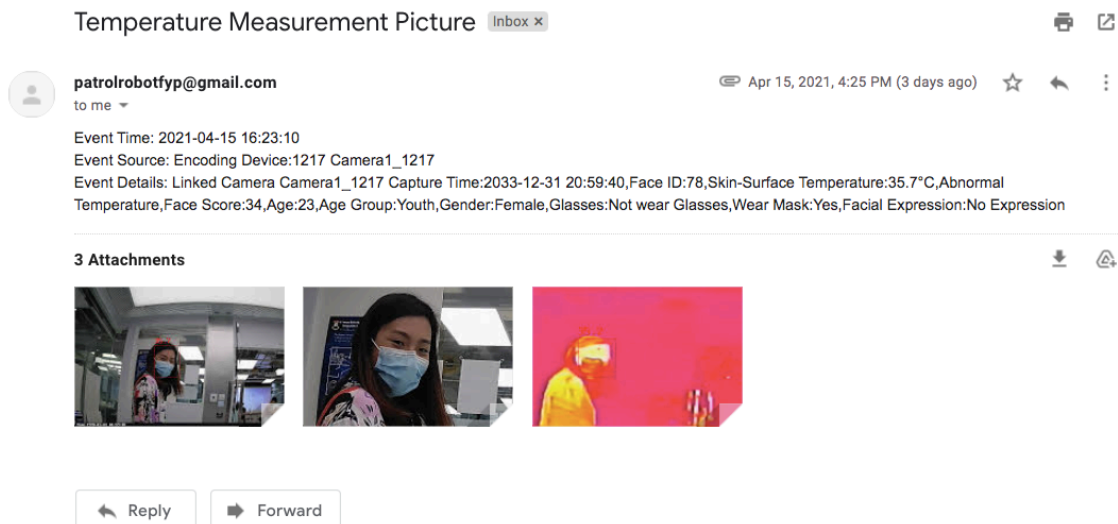 Temperature Measurement Picture Inbox ×
patrolrobotfyp@gmail.com Apr 15, 2021, 4:25 PM (3 days ago)
to me
Event Time: 2021-04-15 16:23:10
Event Source: Encoding Device:1217 Camera1_1217
Event Details: Linked Camera Camera1_1217 Capture Time:2033-12-31 20:59:40,Face ID:78,Skin-Surface Temperature:35.7°C,Abnormal
Temperature,Face Score:34,Age:23,Age Group:Youth,Gender:Female,Glasses:Not wear Glasses,Wear Mask:Yes,Facial Expression:No Expression
3 Attachments
Reply Forward